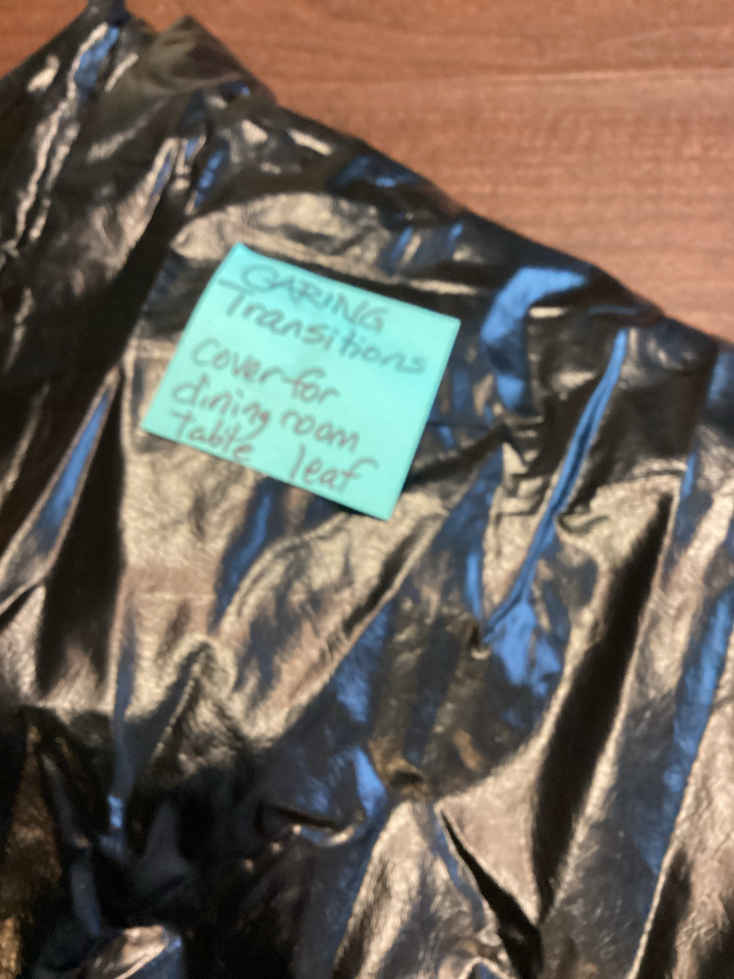 CARING
Transitions
cover for
dining room
table leaf